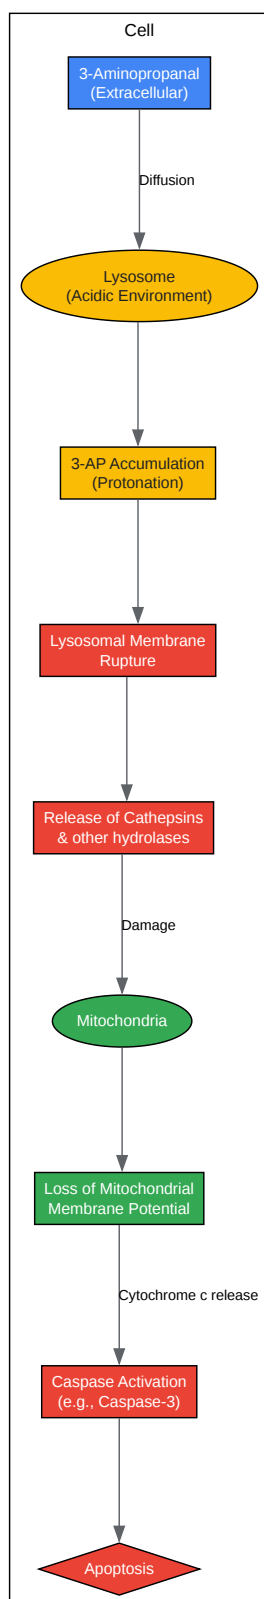 Cell
3-Aminopropanal
(Extracellular)
Diffusion
Lysosome
(Acidic Environment)
3-AP Accumulation
(Protonation)
Lysosomal Membrane
Rupture
Release of Cathepsins
& other hydrolases
Damage
Mitochondria
Loss of Mitochondrial
Membrane Potential
Cytochrome c release
Caspase Activation
(e.g., Caspase-3)
Apoptosis